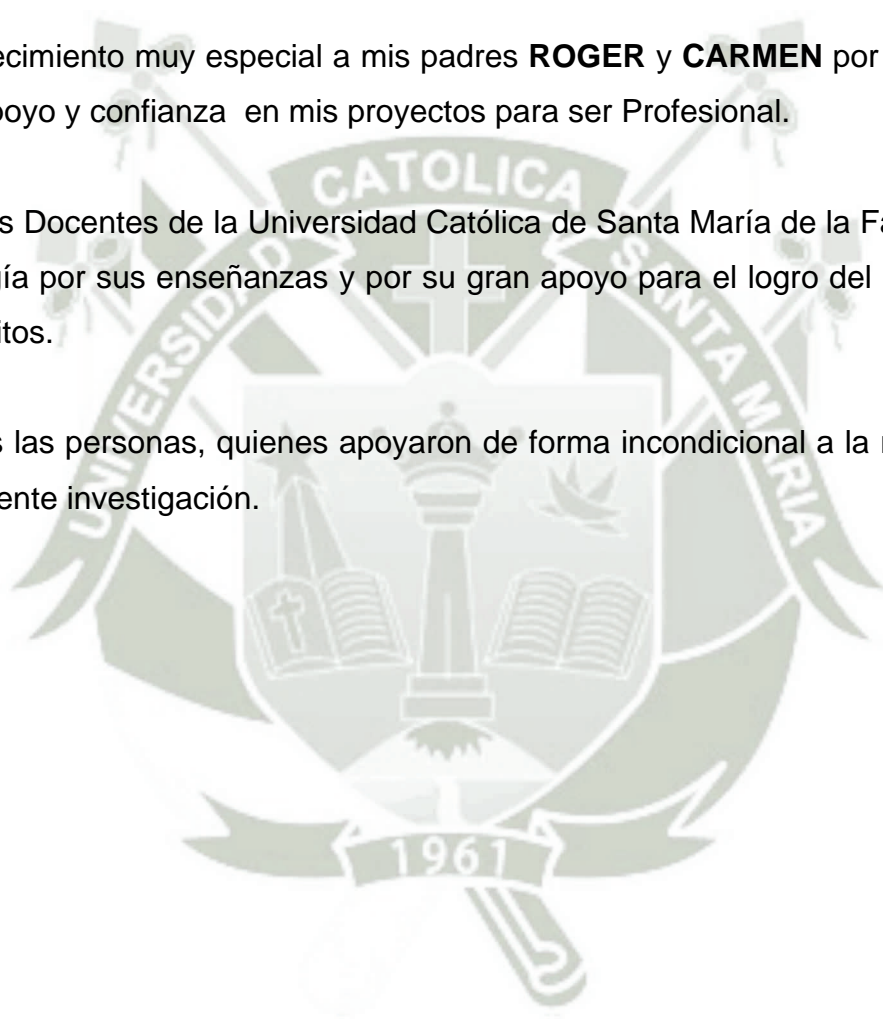 ecimiento muy especial a mis padres ROGER y CARMEN por
poyo y confianza en mis proyectos para ser Profesional.
s Docentes de la Universidad Católica de Santa María de la Fa
gía por sus enseñanzas y por su gran apoyo para el logro del
itos.
s las personas, quienes apoyaron de forma incondicional a la r
ente investigación.
UNIVERSIDAD CATOLICA SANTA MARIA
1961